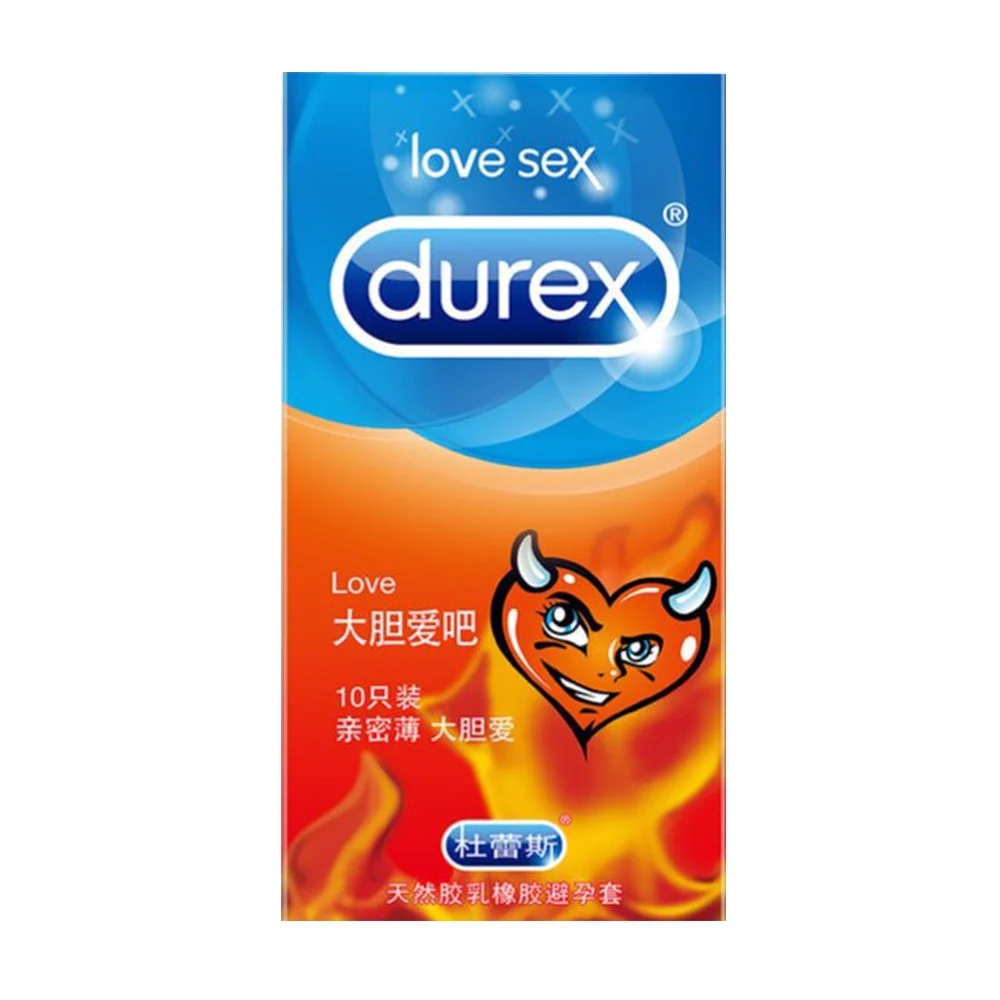 love sex
durex®
Love
大胆爱吧
10只装
亲密薄 大胆爱
杜蕾斯®
天然胶乳橡胶避孕套